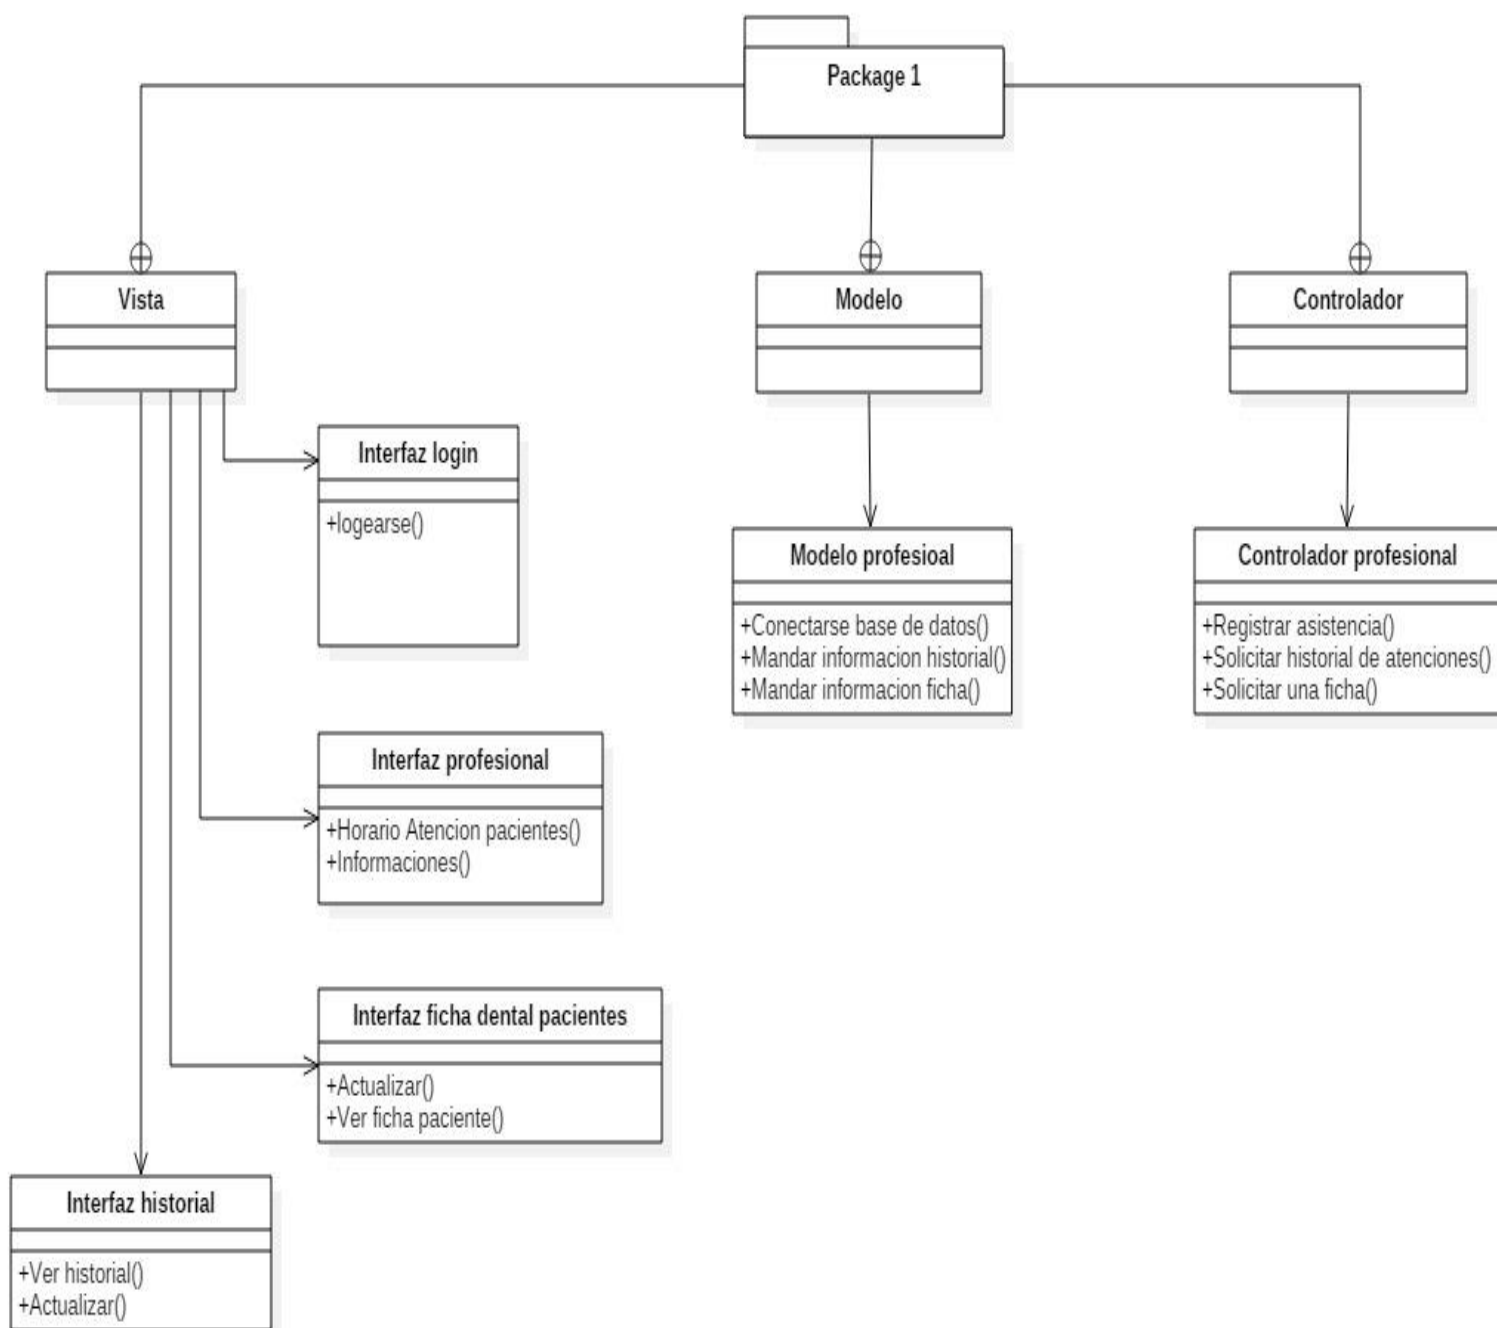 Package 1
Vista
Modelo
Controlador
Interfaz login
+logearse()
Modelo profesioal
+Conectarse base de datos()
+Mandar informacion historial()
+Mandar informacion ficha()
Controlador profesional
+Registrar asistencia()
+Solicitar historial de atenciones()
+Solicitar una ficha()
Interfaz profesional
+Horario Atencion pacientes()
+Informaciones()
Interfaz ficha dental pacientes
+Actualizar()
+Ver ficha paciente()
Interfaz historial
+Ver historial()
+Actualizar()